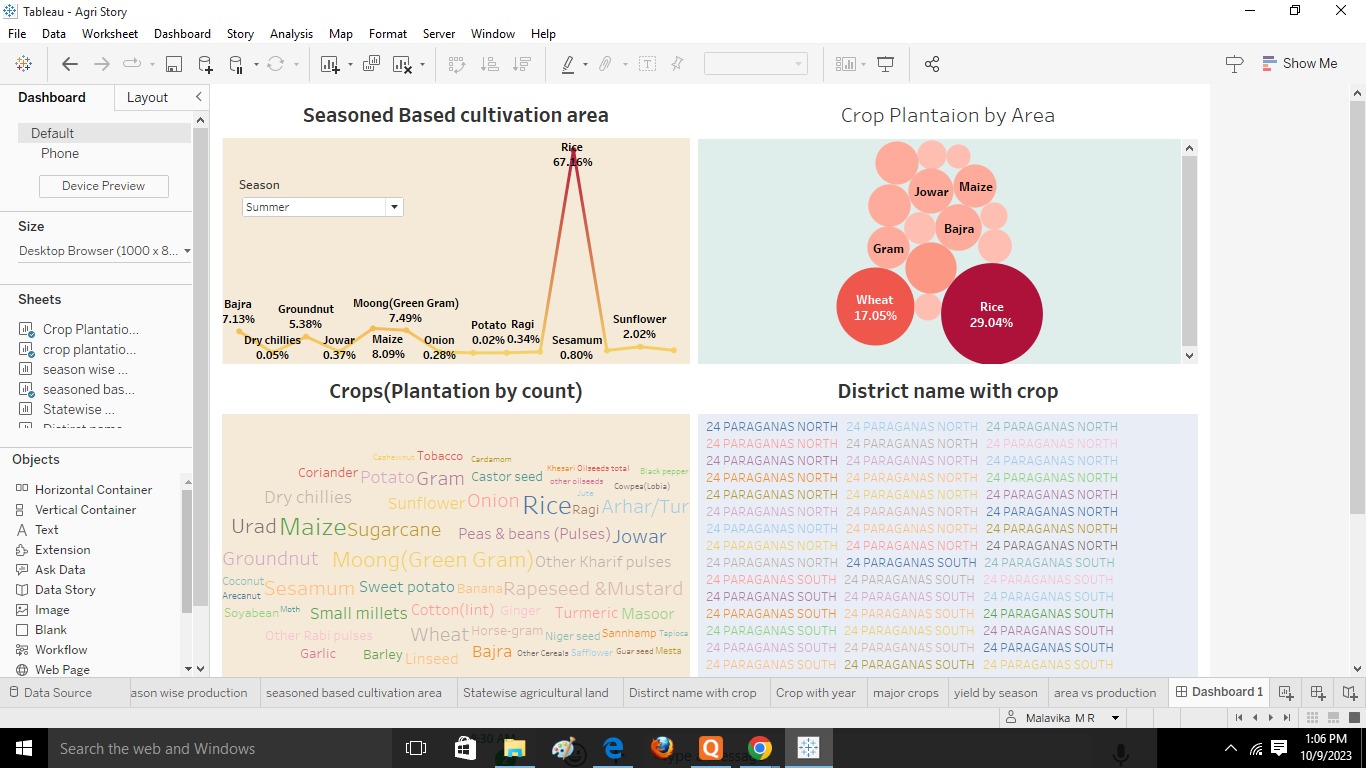 Tableau - Agri Story
File Data Worksheet Dashboard Story Analysis Map Format Server Window Help
Show Me
Dashboard Layout
Default
Phone
Device Preview
Size
Desktop Browser (1000 x 8...
Sheets
Crop Plantatio...
crop plantatio...
season wise ...
seasoned bas...
Statewise ...
Objects
Horizontal Container
Vertical Container
Text
Extension
Ask Data
Data Story
Image
Blank
Workflow
Web Page
Seasoned Based cultivation area
Season
Summer
Rice
67.16%
Bajra
7.13%
Dry chillies
0.05%
Groundnut
5.38%
Jowar
0.37%
Moong(Green Gram)
7.49%
Maize
8.09%
Onion
0.28%
Potato
0.02%
Ragi
0.34%
Sesamum
0.80%
Sunflower
2.02%
Crop Plantaion by Area
Jowar
Maize
Bajra
Gram
Wheat
17.05%
Rice
29.04%
Crops(Plantation by count)
Cashewnut Tobacco Cardamom
Coriander Potato Gram Castor seed Khesari Oilseeds total Black pepper
other oilseeds Cowpea(Lobia)
Dry chillies Sunflower Onion Rice Ragi Jute Arhar/Tur
Urad Maize Sugarcane Peas & beans (Pulses) Jowar
Groundnut Moong(Green Gram) Other Kharif pulses
Coconut Arecanut Sesamum Sweet potato Banana Rapeseed &Mustard
Soyabean Moth Small millets Cotton(lint) Ginger Turmeric Masoor
Other Rabi pulses Wheat Horse-gram Niger seed Sannhamp Tapioca
Garlic Barley Linseed Bajra Other Cereals Safflower Guar seed Mesta
District name with crop
24 PARAGANAS NORTH 24 PARAGANAS NORTH 24 PARAGANAS NORTH
24 PARAGANAS NORTH 24 PARAGANAS NORTH 24 PARAGANAS NORTH
24 PARAGANAS NORTH 24 PARAGANAS NORTH 24 PARAGANAS NORTH
24 PARAGANAS NORTH 24 PARAGANAS NORTH 24 PARAGANAS NORTH
24 PARAGANAS NORTH 24 PARAGANAS NORTH 24 PARAGANAS NORTH
24 PARAGANAS NORTH 24 PARAGANAS NORTH 24 PARAGANAS NORTH
24 PARAGANAS NORTH 24 PARAGANAS NORTH 24 PARAGANAS NORTH
24 PARAGANAS NORTH 24 PARAGANAS NORTH 24 PARAGANAS NORTH
24 PARAGANAS NORTH 24 PARAGANAS SOUTH 24 PARAGANAS SOUTH
24 PARAGANAS SOUTH 24 PARAGANAS SOUTH 24 PARAGANAS SOUTH
24 PARAGANAS SOUTH 24 PARAGANAS SOUTH 24 PARAGANAS SOUTH
24 PARAGANAS SOUTH 24 PARAGANAS SOUTH 24 PARAGANAS SOUTH
24 PARAGANAS SOUTH 24 PARAGANAS SOUTH 24 PARAGANAS SOUTH
24 PARAGANAS SOUTH 24 PARAGANAS SOUTH 24 PARAGANAS SOUTH
24 PARAGANAS SOUTH 24 PARAGANAS SOUTH 24 PARAGANAS SOUTH
Data Source ason wise production seasoned based cultivation area Statewise agricultural land Distirct name with crop Crop with year major crops yield by season area vs production Dashboard 1
Malavika M R
Search the web and Windows
1:06 PM
10/9/2023